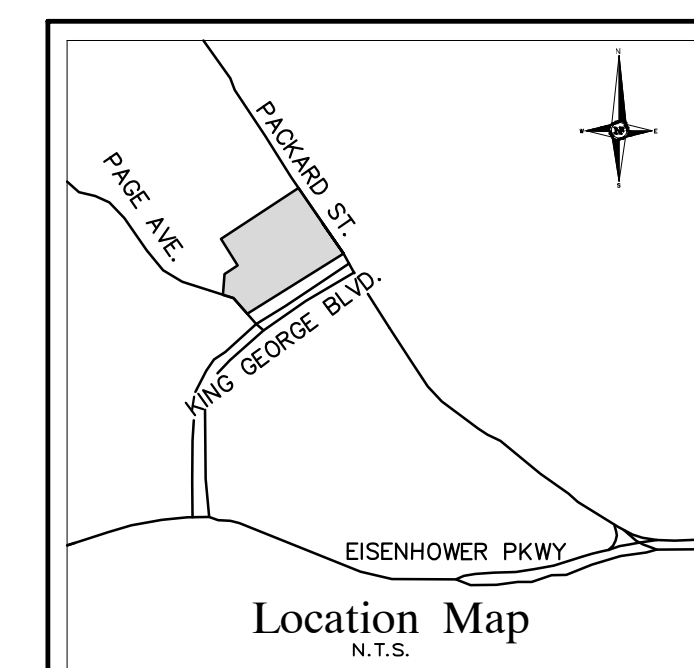 N
W E
S
PACKARD ST.
PAGE AVE.
KING GEORGE BLVD.
EISENHOWER PKWY
Location Map
N.T.S.